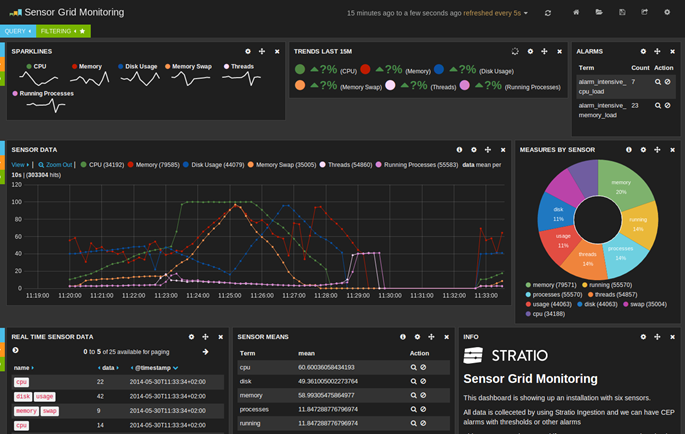 Sensor Grid Monitoring
15 minutes ago to a few seconds ago refreshed every 5s
QUERY
FILTERING
SPARKLINES
CPU
Memory
Disk Usage
Memory Swap
Threads
Running Processes
TRENDS LAST 15M
?% (CPU) ?% (Memory) ?% (Disk Usage)
?% (Memory Swap) ?% (Threads) ?% (Running Processes)
ALARMS
Term Count Action
alarm_intensive_cpu_load 7
alarm_intensive_memory_load 23
SENSOR DATA
View | Zoom Out | CPU (34192) Memory (79585) Disk Usage (44079) Memory Swap (35005) Threads (54860) Running Processes (55583) data mean per
10s | (303304 hits)
120
100
80
60
40
20
0
11:19:00 11:20:00 11:21:00 11:22:00 11:23:00 11:24:00 11:25:00 11:26:00 11:27:00 11:28:00 11:29:00 11:30:00 11:31:00 11:32:00 11:33:00
MEASURES BY SENSOR
memory
20%
running
14%
processes
14%
threads
14%
usage
11%
disk
11%
memory (79571) running (55570)
processes (55570) threads (54857)
usage (44063) disk (44063) swap (35004)
cpu (34188)
REAL TIME SENSOR DATA
0 to 5 of 25 available for paging
name data @timestamp
cpu 22 2014-05-30T11:33:34+02:00
disk usage 42 2014-05-30T11:33:34+02:00
memory swap 9 2014-05-30T11:33:34+02:00
cpu 14 2014-05-30T11:33:34+02:00
SENSOR MEANS
Term mean Action
cpu 60.60036058434193
disk 49.361005002273764
memory 58.99305475864977
processes 11.847288776796974
running 11.847288776796974
INFO
STRATIO
Sensor Grid Monitoring
This dashboard is showing up an installation with six sensors.
All data is collecated by using Stratio Ingestion and we can have CEP
alarms with thresholds or other alarms